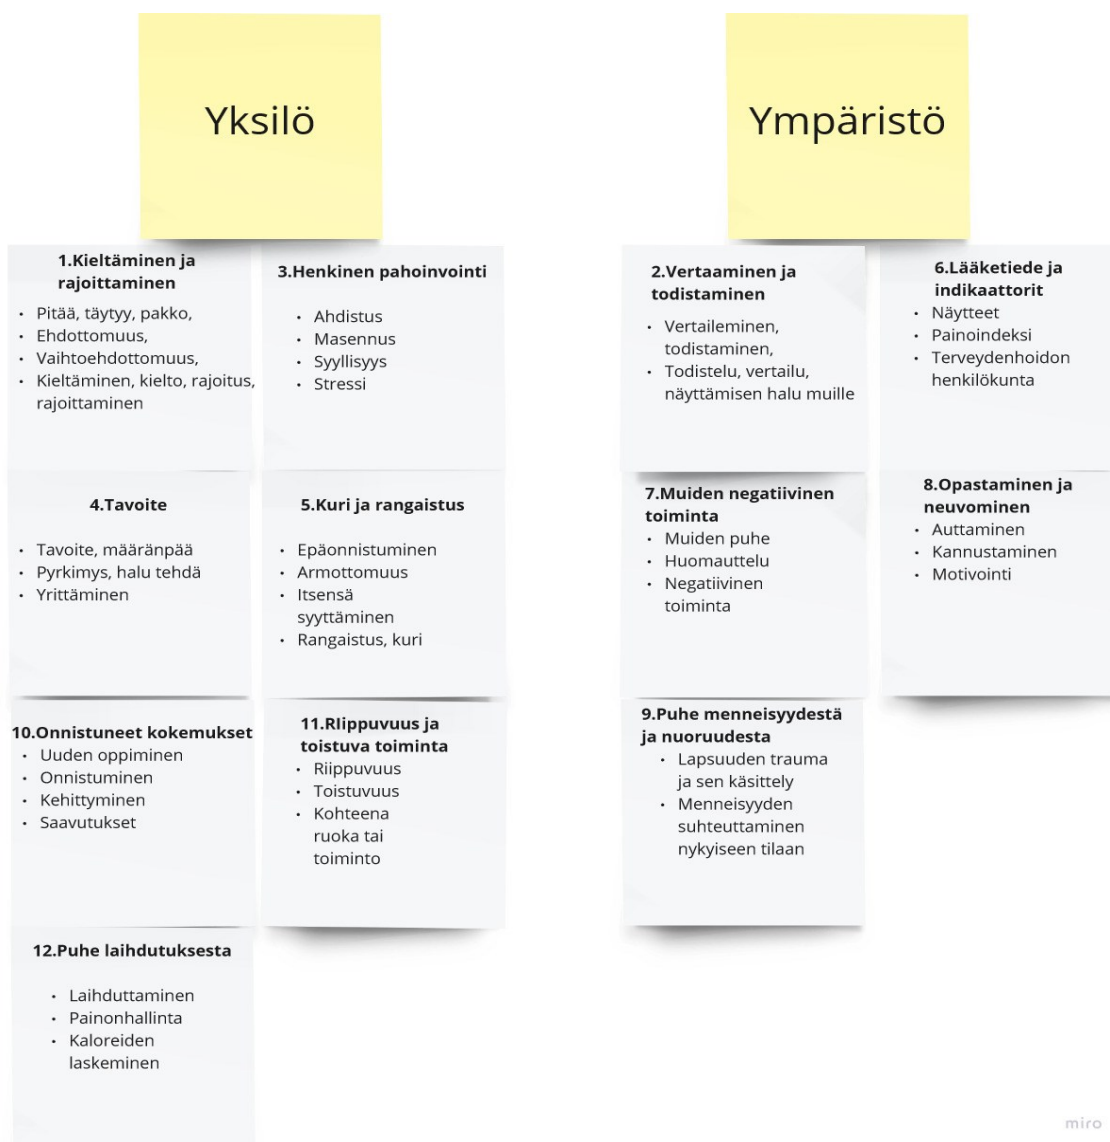 Yksilö
1.Kieltäminen ja
rajoittaminen
• Pitää, täytyy, pakko,
• Ehdottomuus,
• Vaihtoehdottomuus,
• Kieltäminen, kielto, rajoitus,
rajoittaminen
3.Henkinen pahoinvointi
• Ahdistus
• Masennus
• Syyllisyys
• Stressi
4.Tavoite
• Tavoite, määränpää
• Pyrkimys, halu tehdä
• Yrittäminen
5.Kuri ja rangaistus
• Epäonnistuminen
• Armottomuus
• Itsensä
syyttäminen
• Rangaistus, kuri
10.Onnistuneet kokemukset
• Uuden oppiminen
• Onnistuminen
• Kehittyminen
• Saavutukset
11.RIippuvuus ja
toistuva toiminta
• Riippuvuus
• Toistuvuus
• Kohteena
ruoka tai
toiminto
12.Puhe laihdutuksesta
• Laihduttaminen
• Painonhallinta
• Kaloreiden
laskeminen
Ympäristö
2.Vertaaminen ja
todistaminen
• Vertaileminen,
todistaminen,
• Todistelu, vertailu,
näyttämisen halu muille
6.Lääketiede ja
indikaattorit
• Näytteet
• Painoindeksi
• Terveydenhoidon
henkilökunta
7.Muiden negatiivinen
toiminta
• Muiden puhe
• Huomauttelu
• Negatiivinen
toiminta
8.Opastaminen ja
neuvominen
• Auttaminen
• Kannustaminen
• Motivointi
9.Puhe menneisyydestä
ja nuoruudesta
• Lapsuuden trauma
ja sen käsittely
• Menneisyyden
suhteuttaminen
nykyiseen tilaan
miro